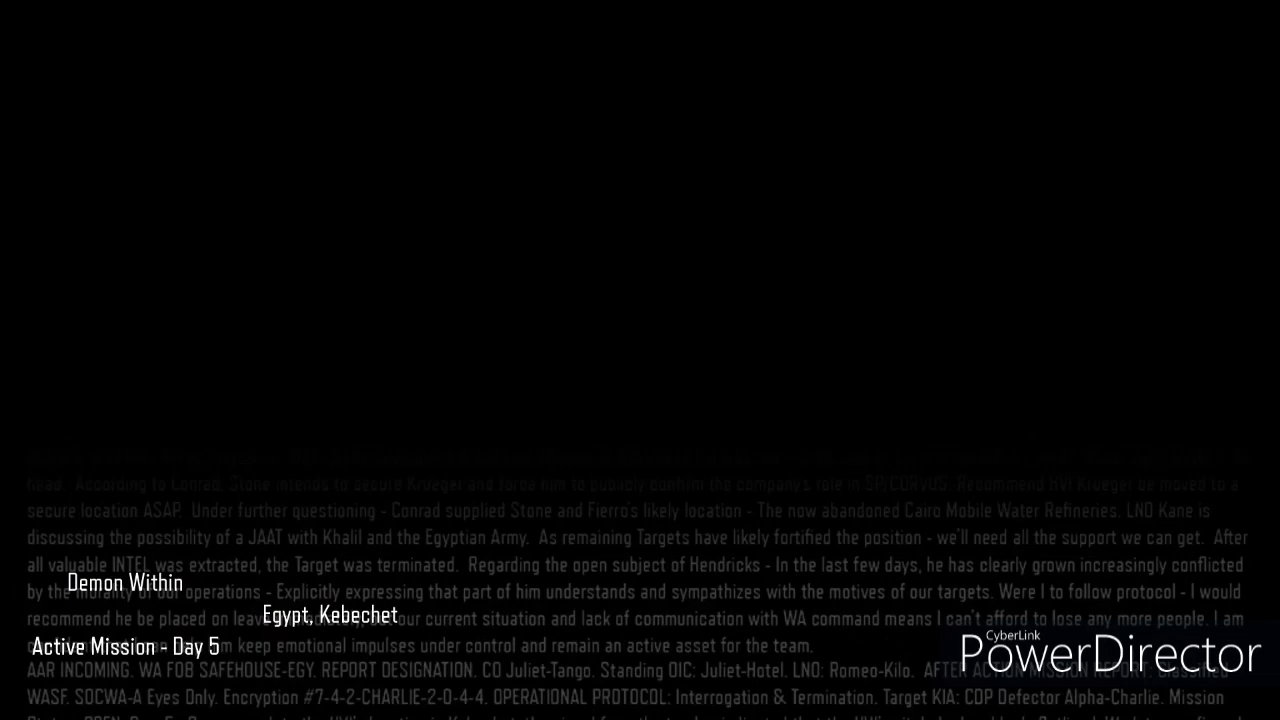 head. According to Conrad, Stone intends to secure Krueger and force him to publicly confirm the company's role in Recommend HVI Krueger be moved to a
secure location ASAP. Under further questioning - Conrad supplied Stone and Fierro's likely location - The now abandoned Cairo Mobile Water Refineries. LNO Kane is
discussing the possibility of a JAAT with Khalil and the Egyptian Army. As remaining Targets have likely fortified the position - we'll need all the support we can get. After
all valuable INTEL was extracted, the Target was terminated. Regarding the open subject of Hendricks - In the last few days, he has clearly grown increasingly conflicted
Demon Within
by the morality of our operations - Explicitly expressing that part of him understands and sympathizes with the motives of our targets. Were I to follow protocol - I would
Egypt, Kebechet
recommend he be placed on leave our current situation and lack of communication with WA command means I can't afford to lose any more people. I am
Active Mission - Day 5
keep emotional impulses under control and remain an active asset for the team.
CyberLink
PowerDirector
AAR INCOMING. WA FOB SAFEHOUSE-EGY. REPORT DESIGNATION. CO Juliet-Tango. Standing OIC: Juliet-Hotel. LNO: Romeo-Kilo. AFTER ACTION MISSION REPORT: Classified
WASF. SOCWA-A Eyes Only. Encryption #7-4-2-CHARLIE-2-0-4-4. OPERATIONAL PROTOCOL: Interrogation & Termination. Target KIA: CDP Defector Alpha-Charlie. Mission